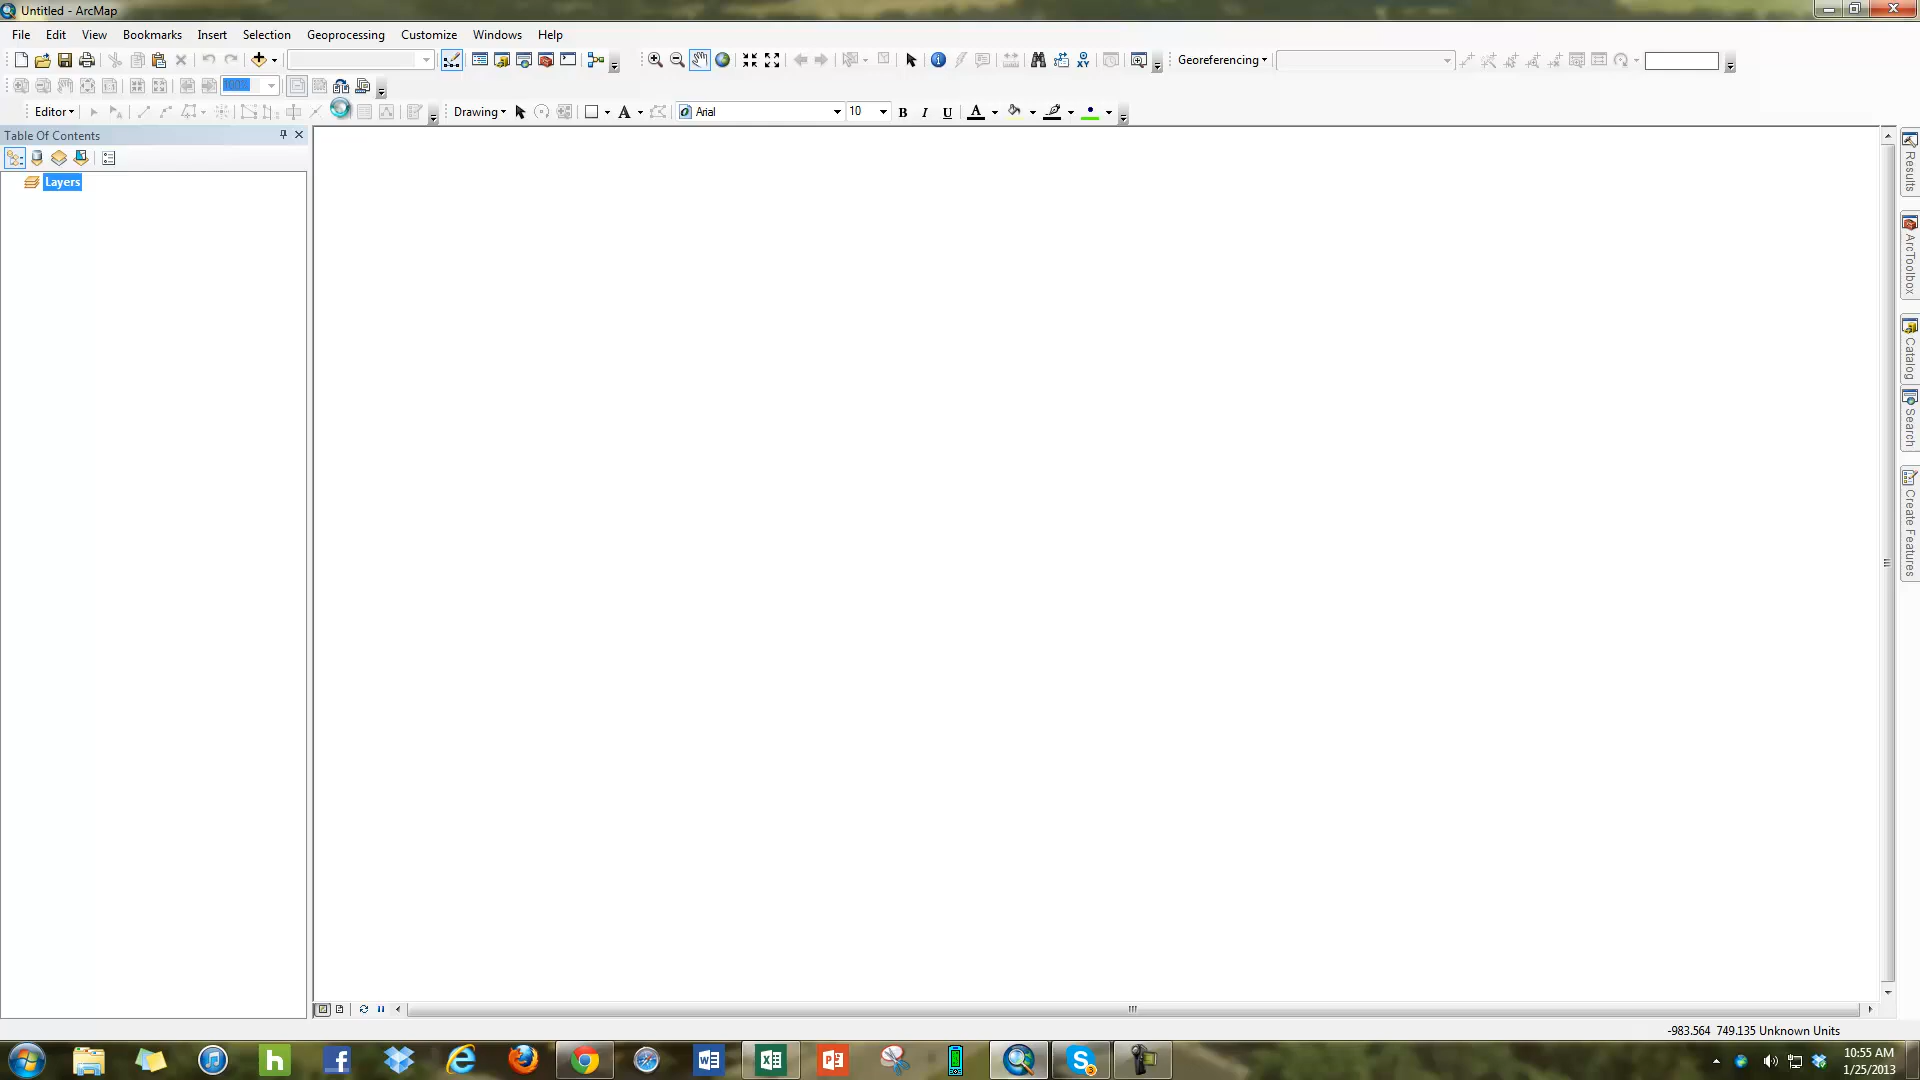 Untitled - ArcMap
File Edit View Bookmarks Insert Selection Geoprocessing Customize Windows Help
Georeferencing
100%
Editor Drawing Arial 10 B I U A
Table Of Contents
Layers
Results
ArcToolbox
Catalog
Search
Create Features
-983.564 749.135 Unknown Units
10:55 AM
1/25/2013